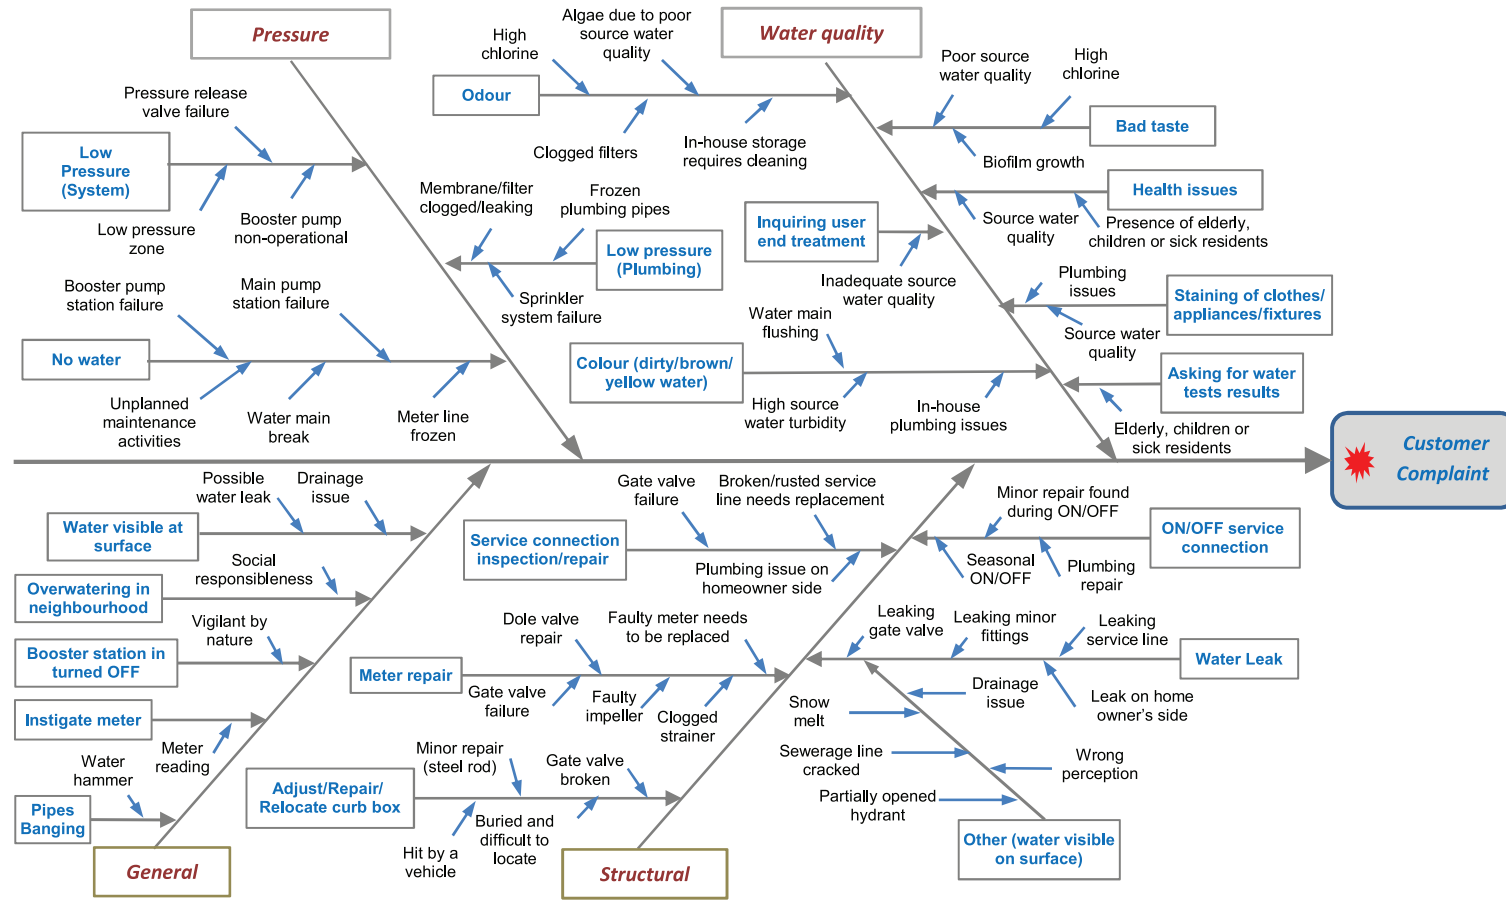 Pressure
Water quality
Pressure release
valve failure
Low
Pressure
(System)
Low pressure
zone
Booster pump
non-operational
Membrane/filter
clogged/leaking
Frozen
plumbing pipes
Low pressure
(Plumbing)
Sprinkler
system failure
Booster pump
station failure
Main pump
station failure
No water
Unplanned
maintenance
activities
Water main
break
Meter line
frozen
High
chlorine
Algae due to poor
source water
quality
Odour
Clogged filters
In-house storage
requires cleaning
Poor source
water quality
High
chlorine
Bad taste
Biofilm growth
Health issues
Source water
quality
Presence of elderly,
children or sick residents
Inquiring user
end treatment
Inadequate source
water quality
Plumbing
issues
Staining of clothes/
appliances/fixtures
Source water
quality
Water main
flushing
Colour (dirty/brown/
yellow water)
High source
water turbidity
In-house
plumbing issues
Asking for water
tests results
Elderly, children or
sick residents
Customer
Complaint
Possible
water leak
Drainage
issue
Water visible at
surface
Social
responsibleness
Overwatering in
neighbourhood
Vigilant by
nature
Booster station in
turned OFF
Instigate meter
Meter
reading
Water
hammer
Pipes
Banging
General
Gate valve
failure
Broken/rusted service
line needs replacement
Service connection
inspection/repair
Plumbing issue on
homeowner side
Minor repair found
during ON/OFF
ON/OFF service
connection
Seasonal
ON/OFF
Plumbing
repair
Dole valve
repair
Faulty meter needs
to be replaced
Meter repair
Gate valve
failure
Faulty
impeller
Clogged
strainer
Leaking
gate valve
Leaking minor
fittings
Leaking
service line
Water Leak
Leak on home
owner's side
Drainage
issue
Snow
melt
Sewerage line
cracked
Wrong
perception
Partially opened
hydrant
Other (water visible
on surface)
Minor repair
(steel rod)
Gate valve
broken
Adjust/Repair/
Relocate curb box
Hit by a
vehicle
Buried and
difficult to
locate
Structural